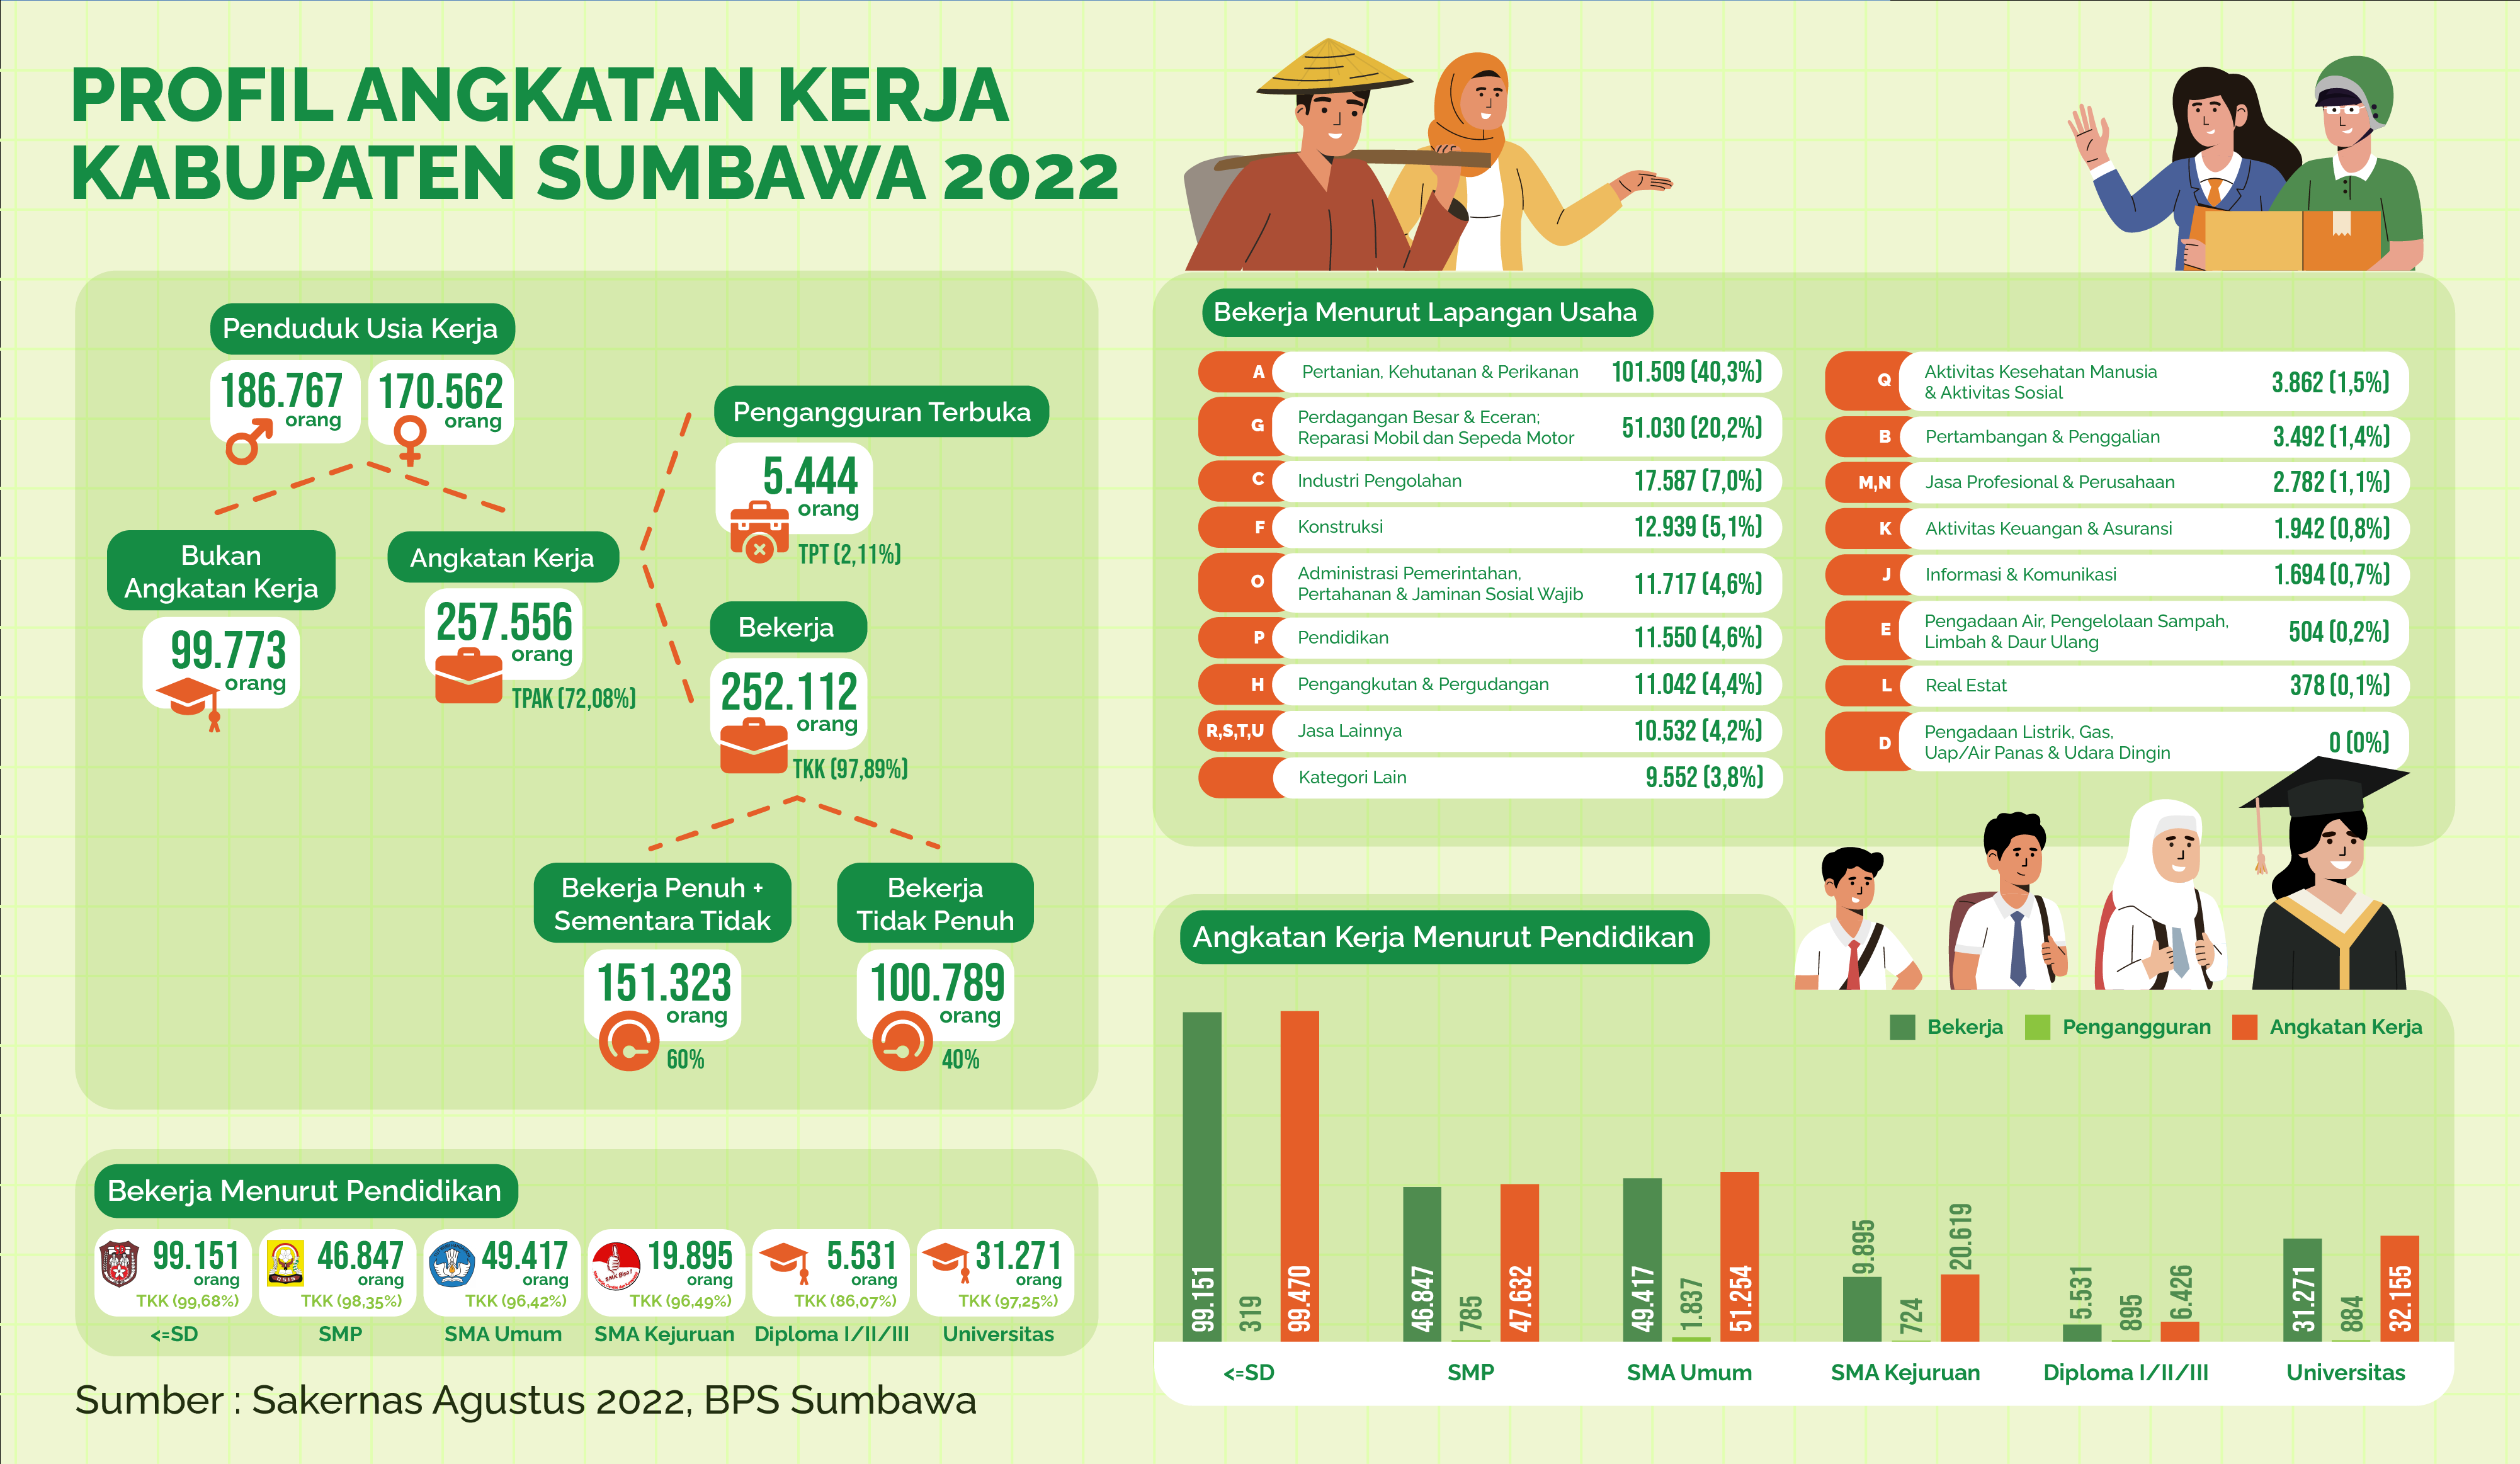 PROFIL ANGKATAN KERJA
KABUPATEN SUMBAWA 2022
Penduduk Usia Kerja
186.767
orang
170.562
orang
Bukan
Angkatan Kerja
99.773
orang
Angkatan Kerja
257.556
orang
TPAK (72,08%)
Pengangguran Terbuka
5.444
orang
TPT (2,11%)
Bekerja
252.112
orang
TKK (97,89%)
Bekerja Penuh +
Sementara Tidak
151.323
orang
60%
Bekerja
Tidak Penuh
100.789
orang
40%
Bekerja Menurut Pendidikan
99.151
orang
TKK (99,68%)
<=SD
46.847
orang
TKK (98,35%)
SMP
49.417
orang
TKK (96,42%)
SMA Umum
19.895
orang
TKK (96,49%)
SMA Kejuruan
5.531
orang
TKK (86,07%)
Diploma I/II/III
31.271
orang
TKK (97,25%)
Universitas
Sumber : Sakernas Agustus 2022, BPS Sumbawa
Bekerja Menurut Lapangan Usaha
A Pertanian, Kehutanan & Perikanan 101.509 (40,3%)
G Perdagangan Besar & Eceran;
Reparasi Mobil dan Sepeda Motor 51.030 (20,2%)
C Industri Pengolahan 17.587 (7,0%)
F Konstruksi 12.939 (5,1%)
O Administrasi Pemerintahan,
Pertahanan & Jaminan Sosial Wajib 11.717 (4,6%)
P Pendidikan 11.550 (4,6%)
H Pengangkutan & Pergudangan 11.042 (4,4%)
R,S,T,U Jasa Lainnya 10.532 (4,2%)
Kategori Lain 9.552 (3,8%)
Q Aktivitas Kesehatan Manusia
& Aktivitas Sosial 3.862 (1,5%)
B Pertambangan & Penggalian 3.492 (1,4%)
M,N Jasa Profesional & Perusahaan 2.782 (1,1%)
K Aktivitas Keuangan & Asuransi 1.942 (0,8%)
J Informasi & Komunikasi 1.694 (0,7%)
E Pengadaan Air, Pengelolaan Sampah,
Limbah & Daur Ulang 504 (0,2%)
L Real Estat 378 (0,1%)
D Pengadaan Listrik, Gas,
Uap/Air Panas & Udara Dingin 0 (0%)
Angkatan Kerja Menurut Pendidikan
Bekerja Pengangguran Angkatan Kerja
99.151 319 99.470
46.847 785 47.632
49.417 1.837 51.254
9.895 724 20.619
5.531 895 6.426
31.271 884 32.155
<=SD SMP SMA Umum SMA Kejuruan Diploma I/II/III Universitas